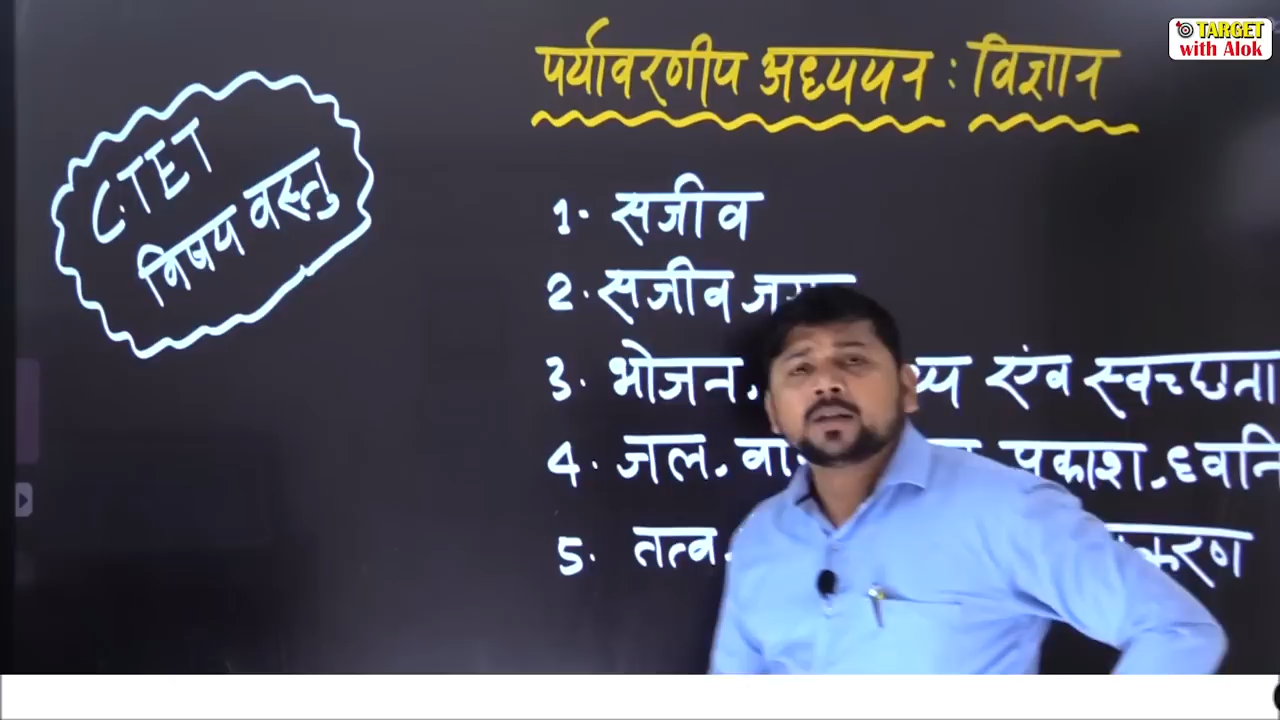 TARGET
with Alok
पर्यावरणीय अध्ययन : विज्ञान
CTET
विषय वस्तु
1. सजीव
2. सजीव
3. भोजन. एंव स्वच्छता
4. जल. प्रकाश. ध्वनि
5. तत्व.